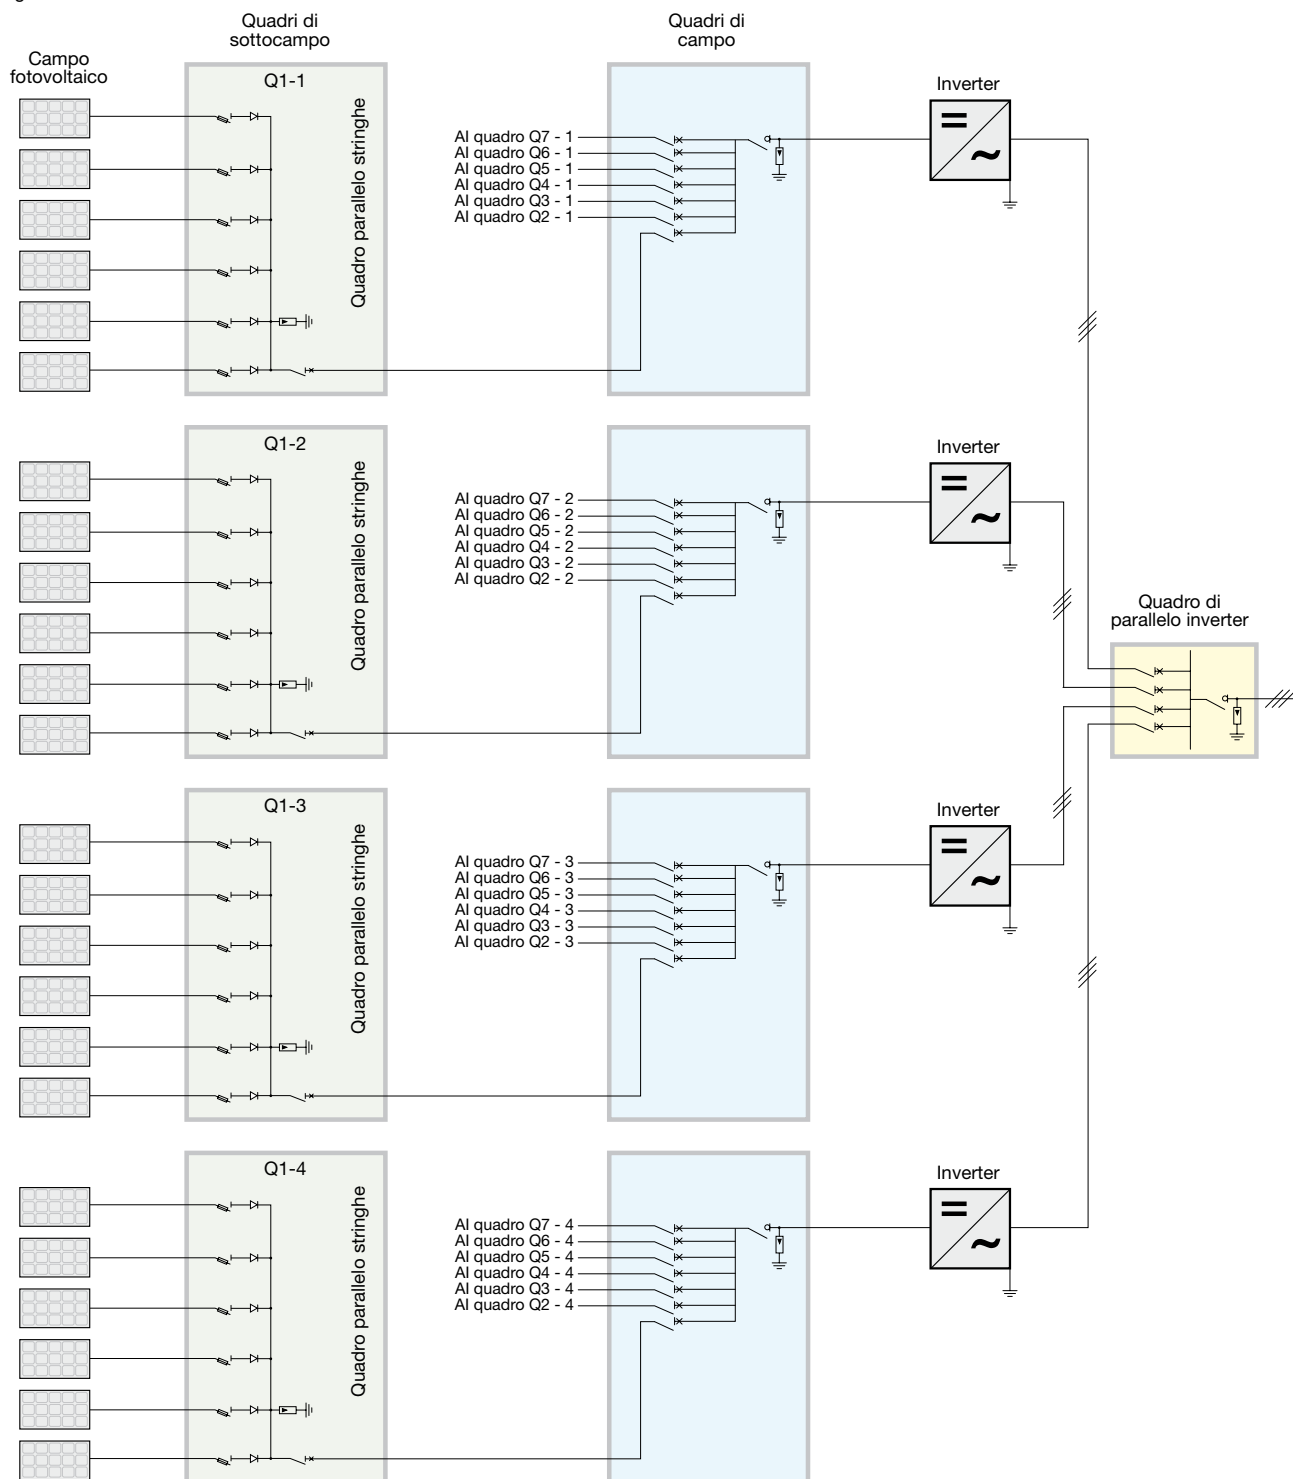 Quadri di
sottocampo
Quadri di
campo
Campo
fotovoltaico
Q1-1
Quadro parallelo stringhe
Al quadro Q7 - 1
Al quadro Q6 - 1
Al quadro Q5 - 1
Al quadro Q4 - 1
Al quadro Q3 - 1
Al quadro Q2 - 1
Inverter
Q1-2
Quadro parallelo stringhe
Al quadro Q7 - 2
Al quadro Q6 - 2
Al quadro Q5 - 2
Al quadro Q4 - 2
Al quadro Q3 - 2
Al quadro Q2 - 2
Inverter
Quadro di
parallelo inverter
Q1-3
Quadro parallelo stringhe
Al quadro Q7 - 3
Al quadro Q6 - 3
Al quadro Q5 - 3
Al quadro Q4 - 3
Al quadro Q3 - 3
Al quadro Q2 - 3
Inverter
Q1-4
Quadro parallelo stringhe
Al quadro Q7 - 4
Al quadro Q6 - 4
Al quadro Q5 - 4
Al quadro Q4 - 4
Al quadro Q3 - 4
Al quadro Q2 - 4
Inverter